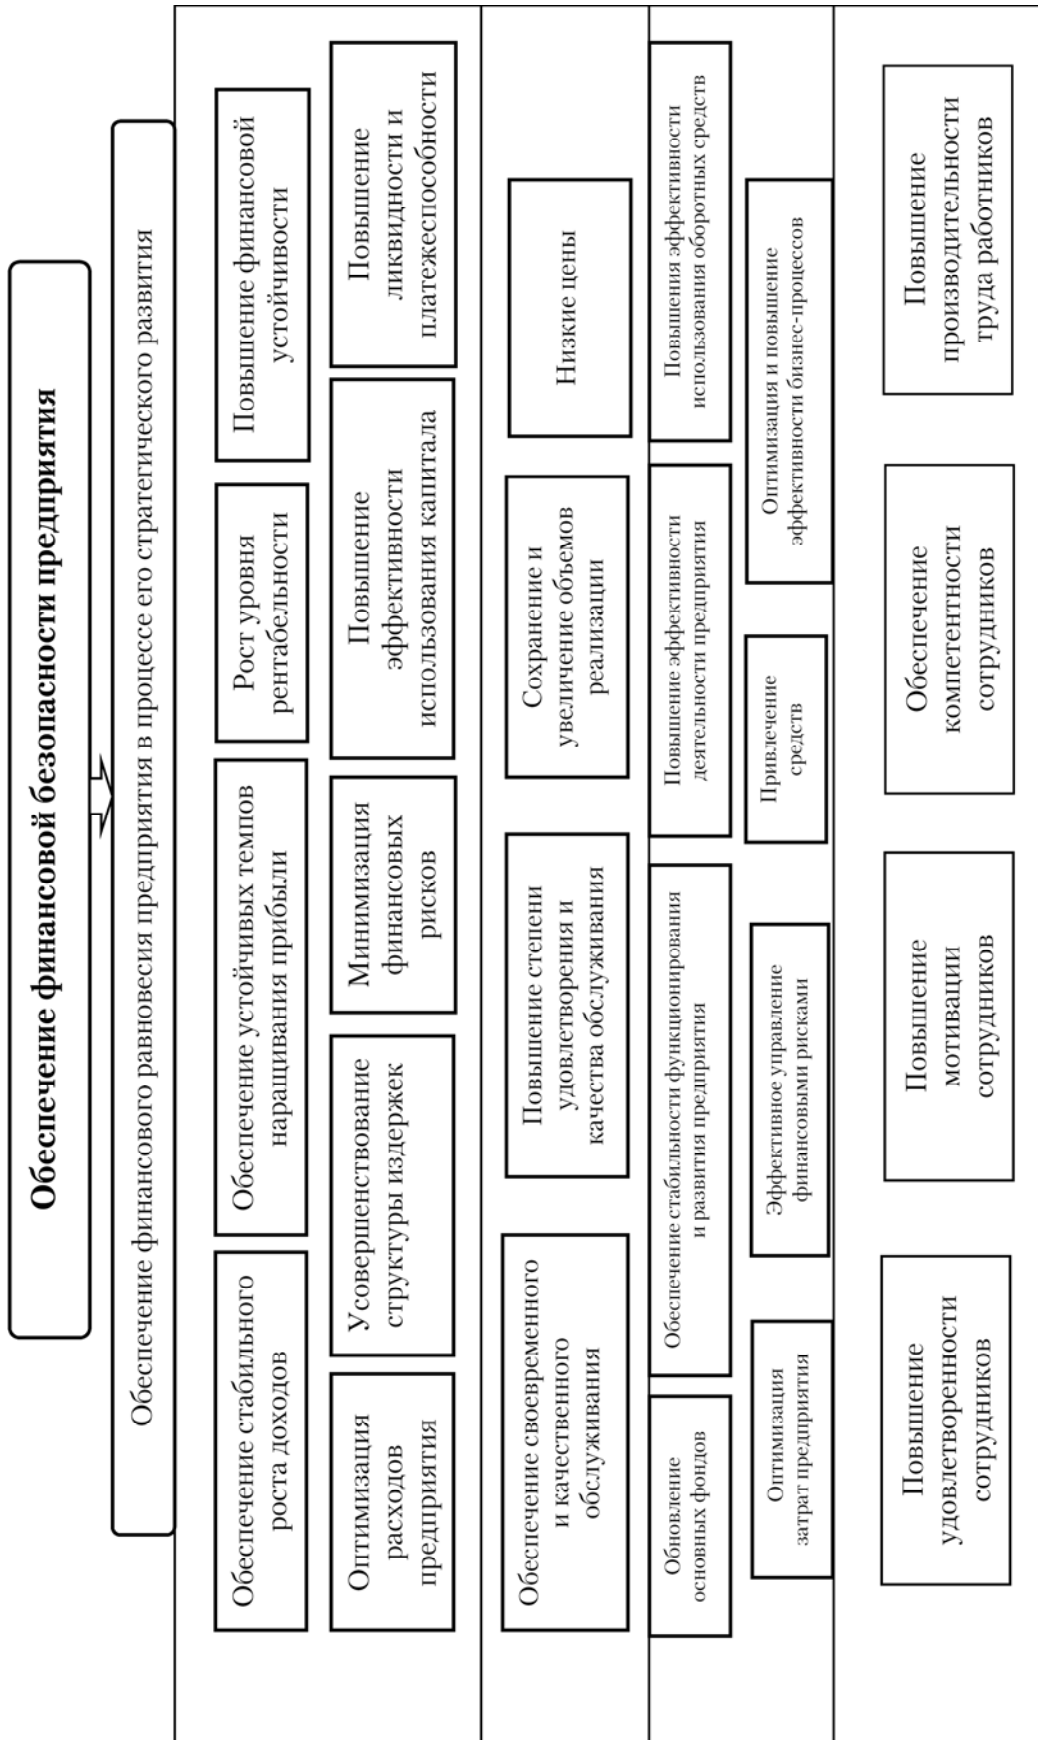 Обеспечение финансовой безопасности предприятия
Обеспечение финансового равновесия предприятия в процессе его стратегического развития
Обеспечение стабильного
роста доходов
Обеспечение устойчивых темпов
наращивания прибыли
Рост уровня
рентабельности
Повышение финансовой
устойчивости
Оптимизация
расходов
предприятия
Усовершенствование
структуры издержек
Минимизация
финансовых
рисков
Повышение
эффективности
использования капитала
Повышение
ликвидности и
платежеспособности
Обеспечение своевременного
и качественного
обслуживания
Повышение степени
удовлетворения и
качества обслуживания
Сохранение и
увеличение объемов
реализации
Низкие цены
Обновление
основных фондов
Обеспечение стабильности функционирования
и развития предприятия
Повышение эффективности
деятельности предприятия
Повышения эффективности
использования оборотных средств
Оптимизация
затрат предприятия
Эффективное управление
финансовыми рисками
Привлечение
средств
Оптимизация и повышение
эффективности бизнес-процессов
Повышение
удовлетворенности
сотрудников
Повышение
мотивации
сотрудников
Обеспечение
компетентности
сотрудников
Повышение
производительности
труда работников